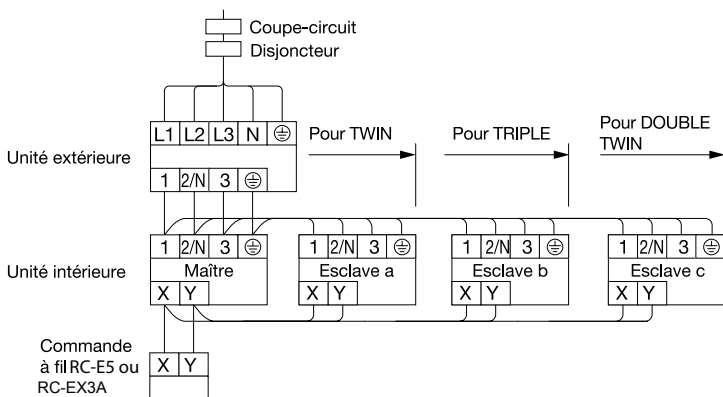 Coupe-circuit
Disjoncteur
L1 L2 L3 N ⏚
Unité extérieure
1 2/N 3 ⏚
Pour TWIN
Pour TRIPLE
Pour DOUBLE
TWIN
1 2/N 3 ⏚ 1 2/N 3 ⏚ 1 2/N 3 ⏚ 1 2/N 3 ⏚
Unité intérieure
Maître Esclave a Esclave b Esclave c
X Y X Y X Y X Y
Commande
à fil RC-E5 ou
RC-EX3A
X Y